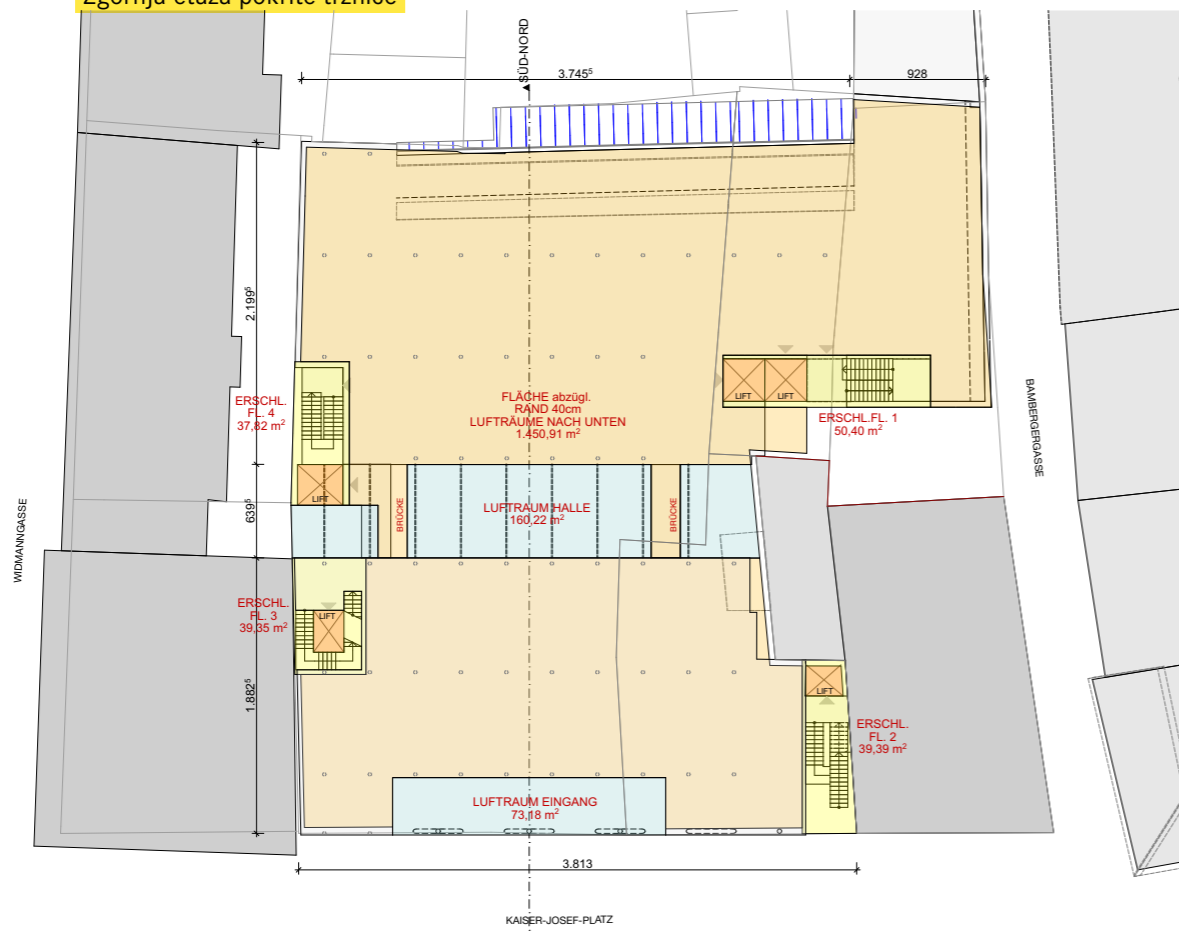 Zgornja etaža pokrite tržnice
SÜD-NORD
3.745⁵
928
2.199⁵
ERSCHL.
FL. 4
37,82 m²
FLÄCHE abzügl.
RAND 40cm
LUFTRÄUME NACH UNTEN
1.450,91 m²
LIFT
LIFT
ERSCHL.FL. 1
50,40 m²
BAMBERGERGASSE
LIFT
639⁵
BRÜCKE
LUFTRAUM HALLE
160,22 m²
BRÜCKE
WIDMANNGASSE
ERSCHL.
FL. 3
39,35 m²
LIFT
1.882⁵
LIFT
ERSCHL.
FL. 2
39,39 m²
LUFTRAUM EINGANG
73,18 m²
3.813
KAISER-JOSEF-PLATZ